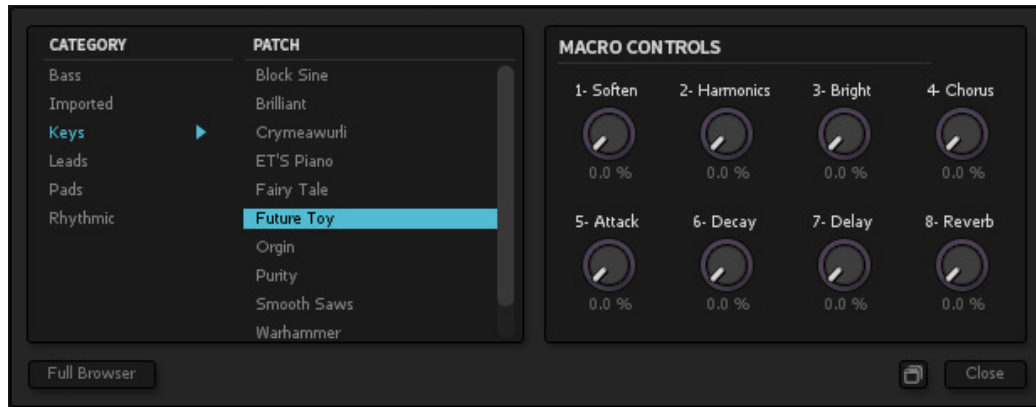 CATEGORY
Bass
Imported
Keys
Leads
Pads
Rhythmic
PATCH
Block Sine
Brilliant
Crymeawurli
ET'S Piano
Fairy Tale
Future Toy
Orgin
Purity
Smooth Saws
Warhammer
MACRO CONTROLS
1- Soften 2- Harmonics 3- Bright 4- Chorus
0.0 % 0.0 % 0.0 % 0.0 %
5- Attack 6- Decay 7- Delay 8- Reverb
0.0 % 0.0 % 0.0 % 0.0 %
Full Browser
Close